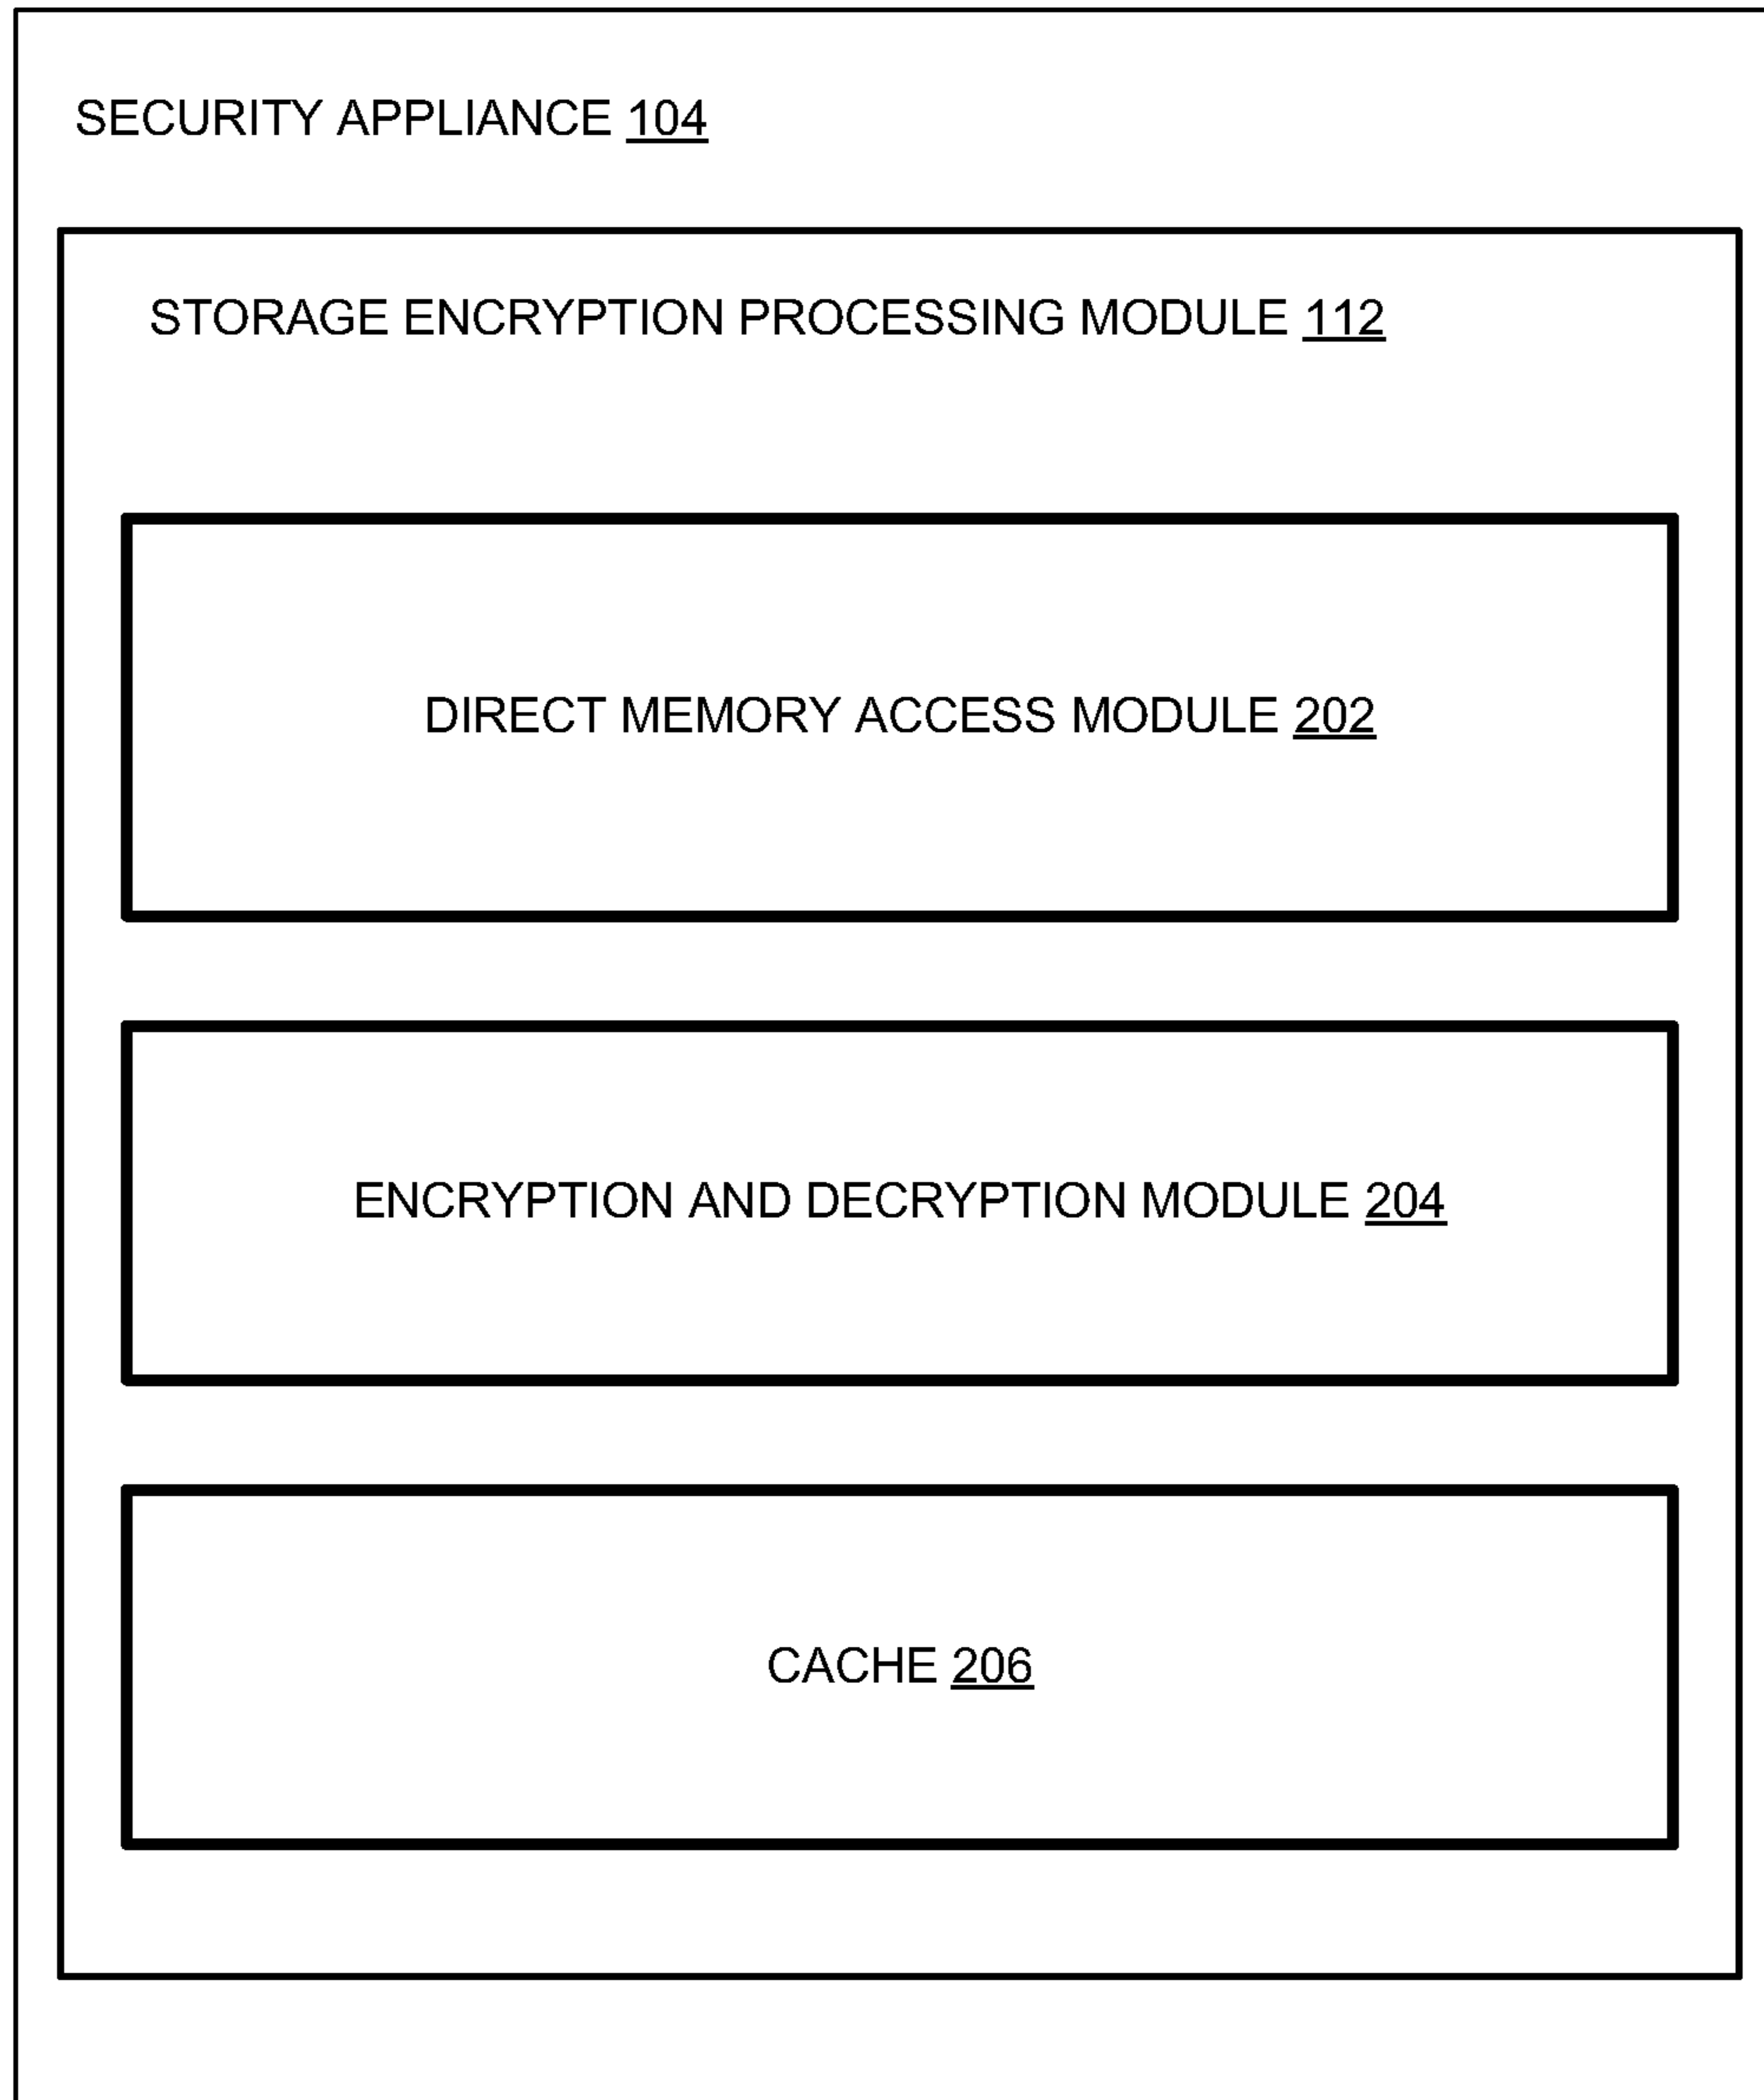 SECURITY APPLIANCE 104
STORAGE ENCRYPTION PROCESSING MODULE 112
DIRECT MEMORY ACCESS MODULE 202
ENCRYPTION AND DECRYPTION MODULE 204
CACHE 206